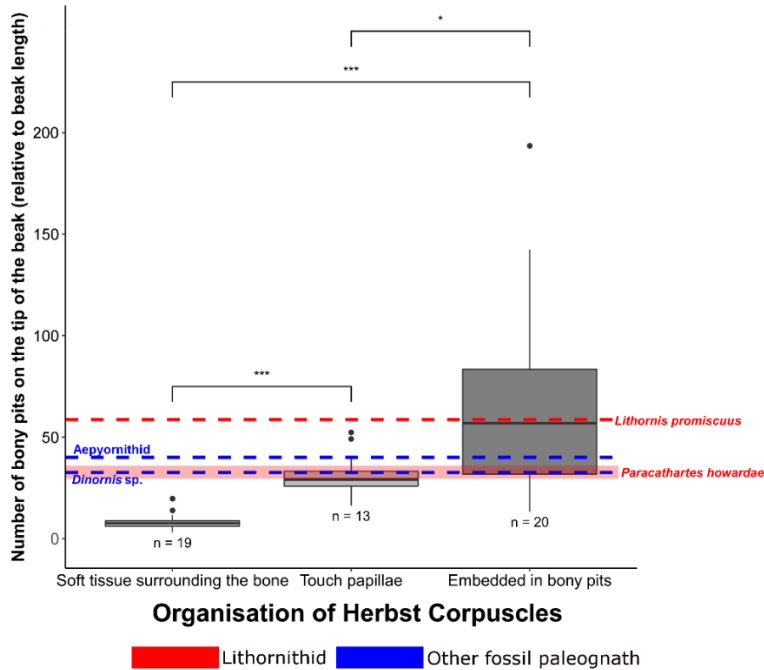 Number of bony pits on the tip of the beak (relative to beak length)
200
150
100
50
0
*
***
***
Lithornis promiscuus
Aepyornithid
Paracathartes howardae
Dinornis sp.
n = 19
n = 13
n = 20
Soft tissue surrounding the bone
Touch papillae
Embedded in bony pits
Organisation of Herbst Corpuscles
Lithornithid
Other fossil paleognath